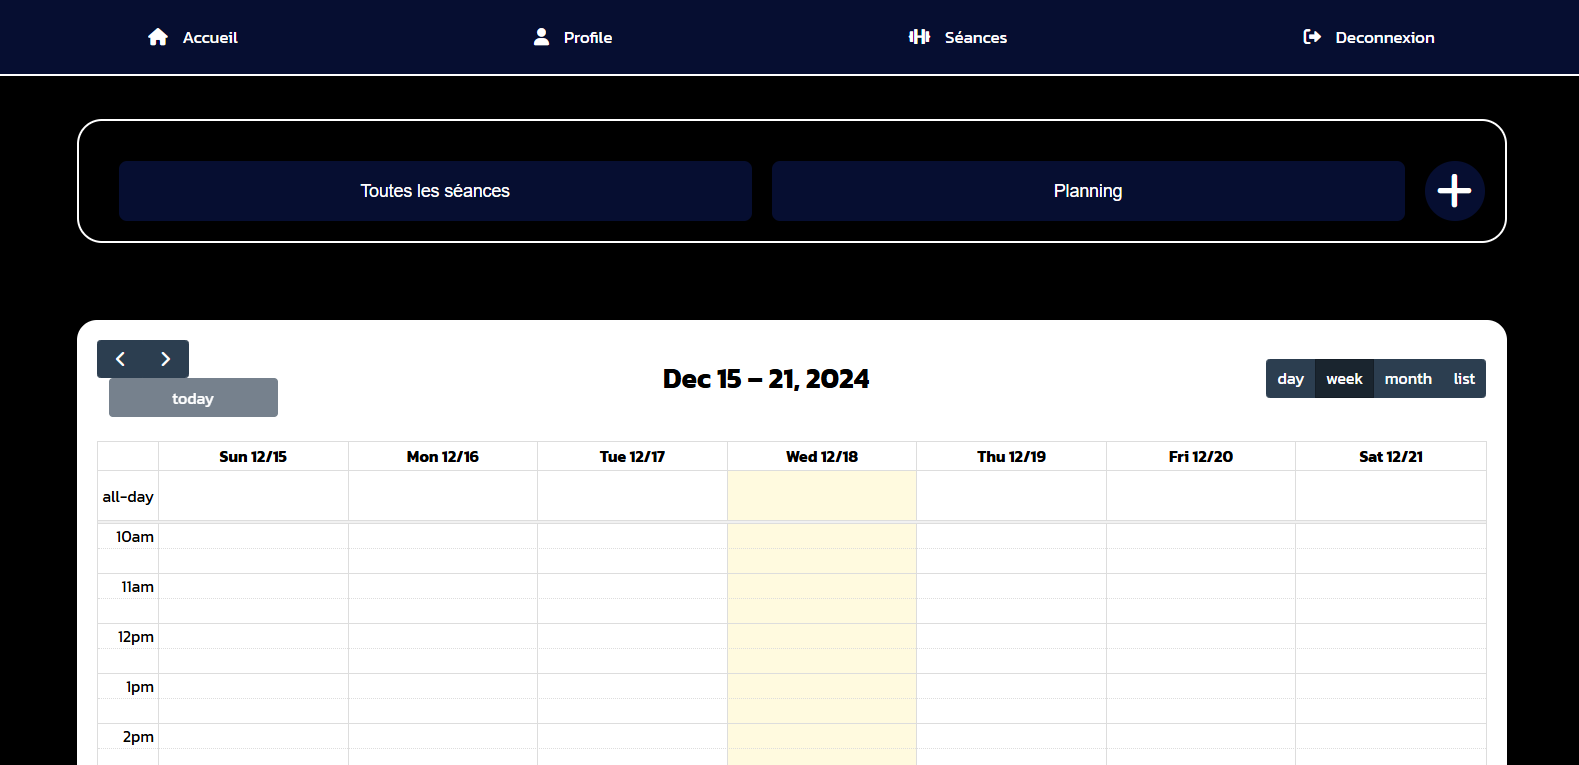 Accueil
Profile
Séances
Deconnexion
Toutes les séances
Planning
today
Dec 15 – 21, 2024
day
week
month
list
Sun 12/15
Mon 12/16
Tue 12/17
Wed 12/18
Thu 12/19
Fri 12/20
Sat 12/21
all-day
10am
11am
12pm
1pm
2pm